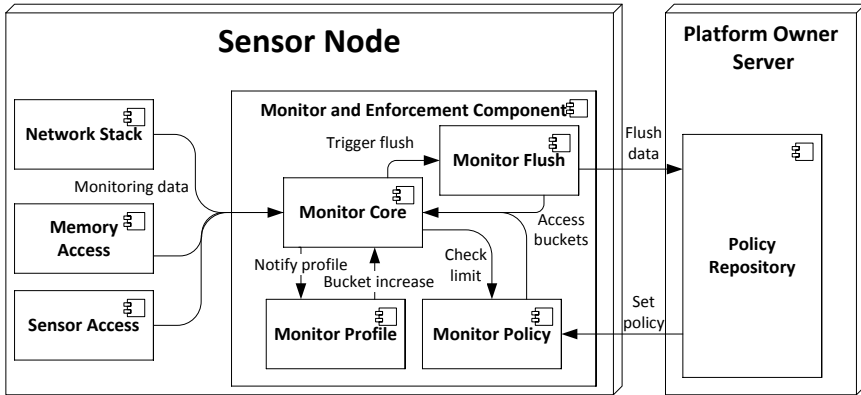 Sensor Node
Platform Owner
Server
Network Stack
Monitoring data
Memory
Access
Sensor Access
Monitor and Enforcement Component
Trigger flush
Monitor Flush
Monitor Core
Access
buckets
Notify profile
Bucket increase
Check
limit
Monitor Profile
Monitor Policy
Flush
data
Set
policy
Policy
Repository